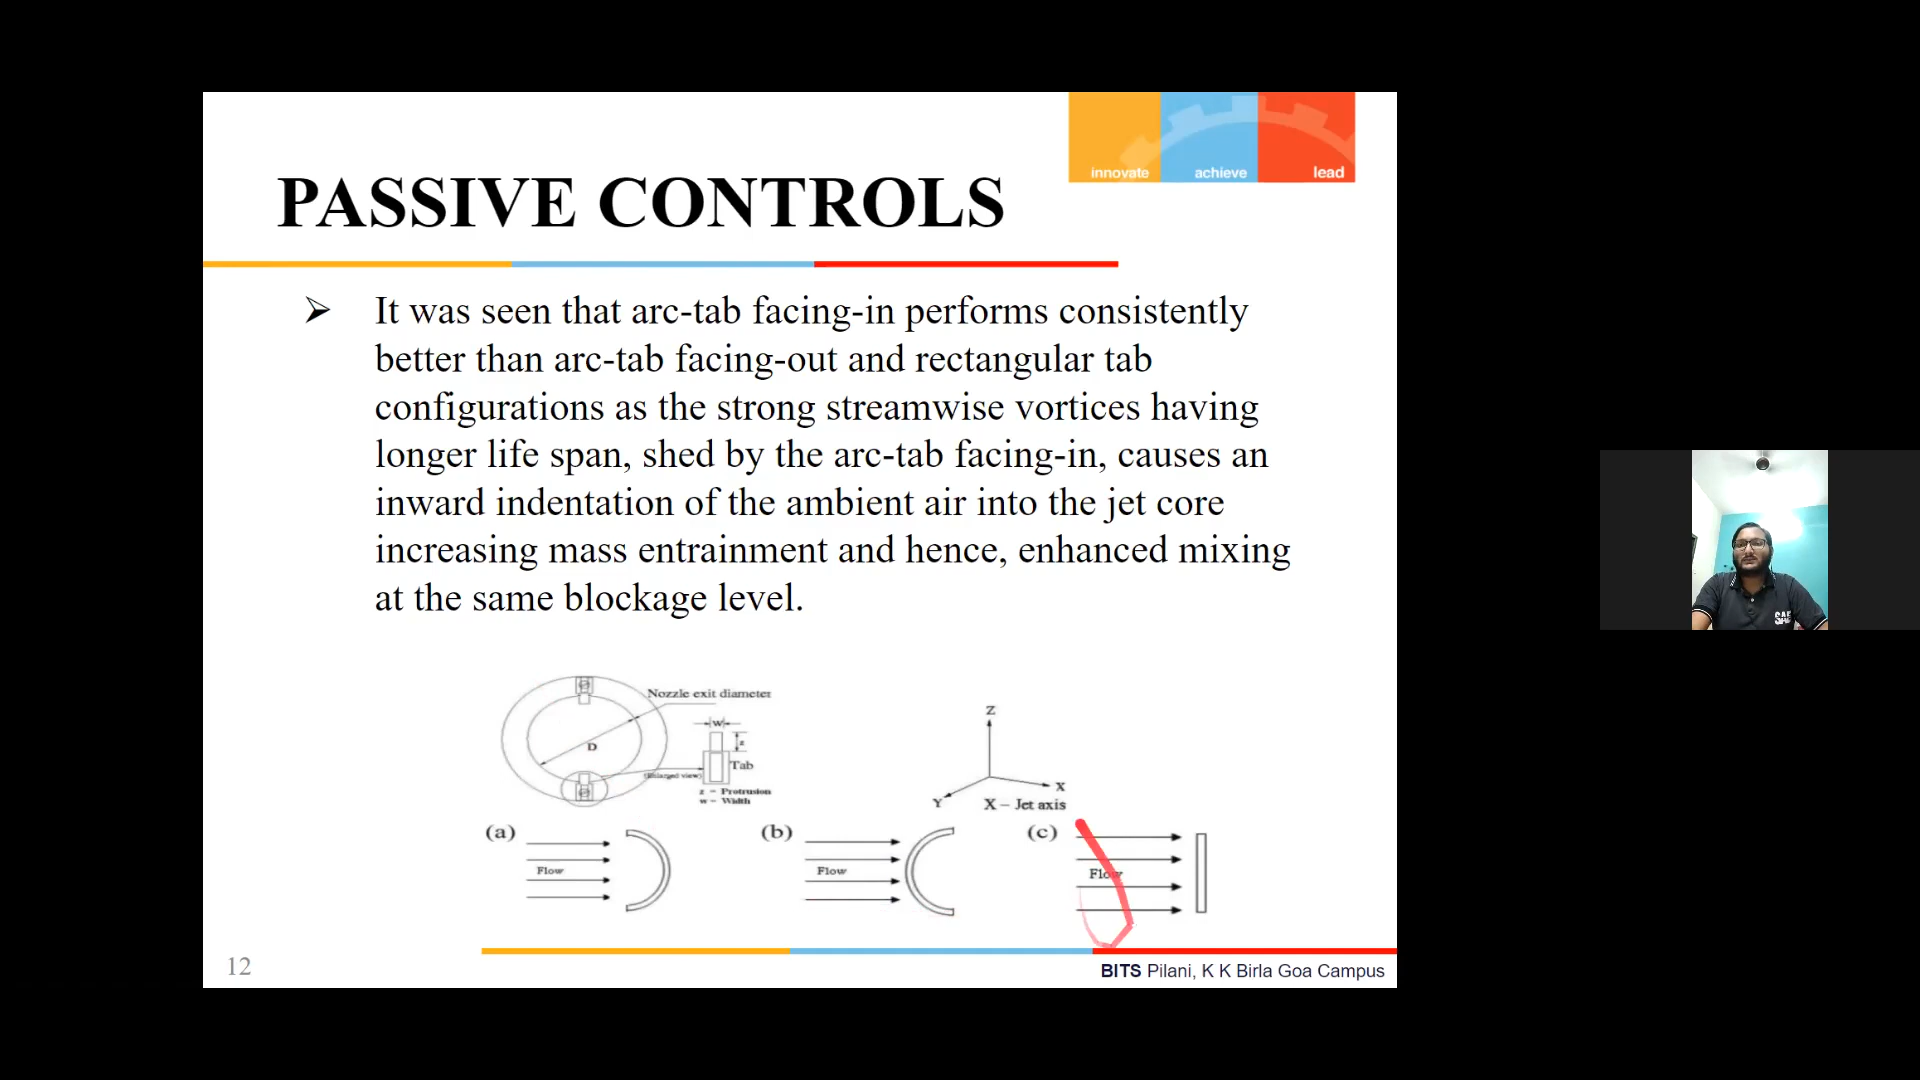 innovate achieve lead
PASSIVE CONTROLS
It was seen that arc-tab facing-in performs consistently
better than arc-tab facing-out and rectangular tab
configurations as the strong streamwise vortices having
longer life span, shed by the arc-tab facing-in, causes an
inward indentation of the ambient air into the jet core
increasing mass entrainment and hence, enhanced mixing
at the same blockage level.
Nozzle exit diameter
D
w
z
Tab
(Enlarged view)
z – Protrusion
w – Width
Z
X
Y
X – Jet axis
(a)
Flow
(b)
Flow
(c)
Flow
12
BITS Pilani, K K Birla Goa Campus
SAE